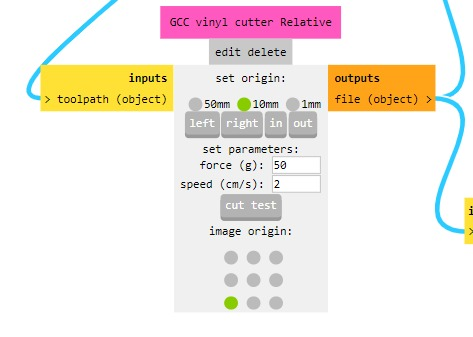 GCC vinyl cutter Relative
edit delete
inputs
> toolpath (object)
set origin:
50mm 10mm 1mm
left right in out
set parameters:
force (g): 50
speed (cm/s): 2
cut test
image origin:
outputs
file (object) >
i
>